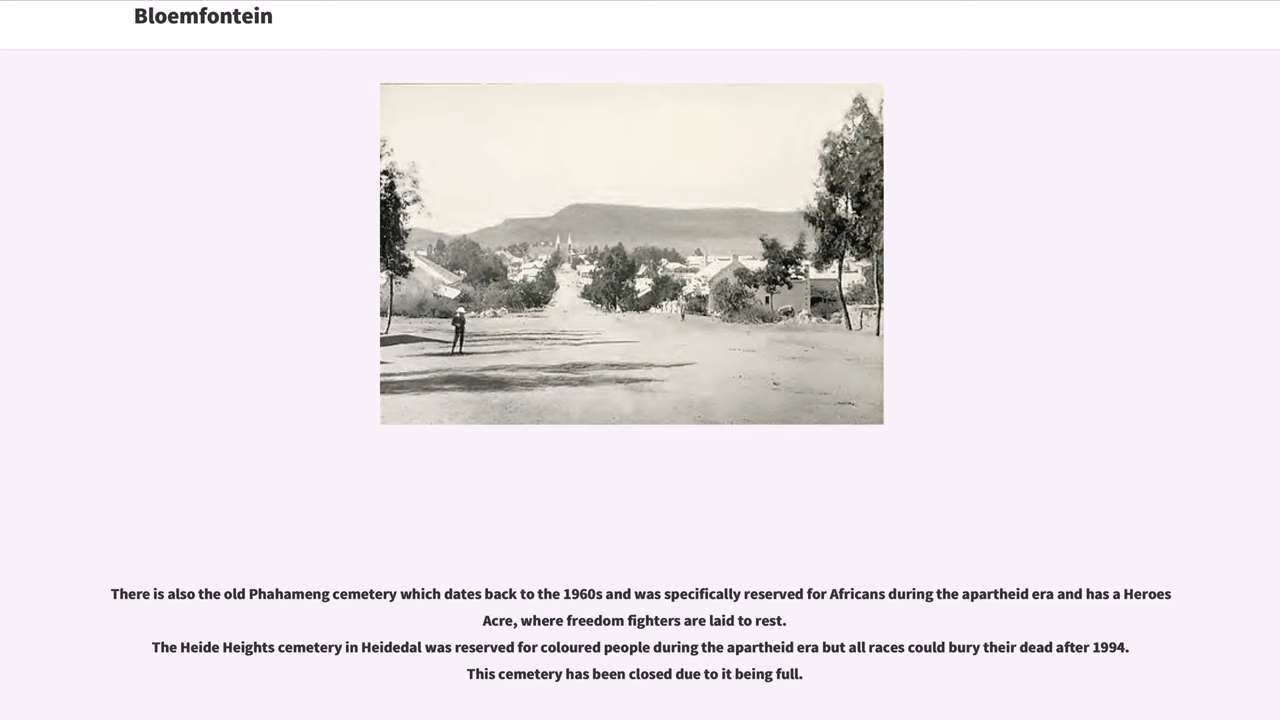 Bloemfontein
There is also the old Phahameng cemetery which dates back to the 1960s and was specifically reserved for Africans during the apartheid era and has a Heroes
Acre, where freedom fighters are laid to rest.
The Heide Heights cemetery in Heidedal was reserved for coloured people during the apartheid era but all races could bury their dead after 1994.
This cemetery has been closed due to it being full.